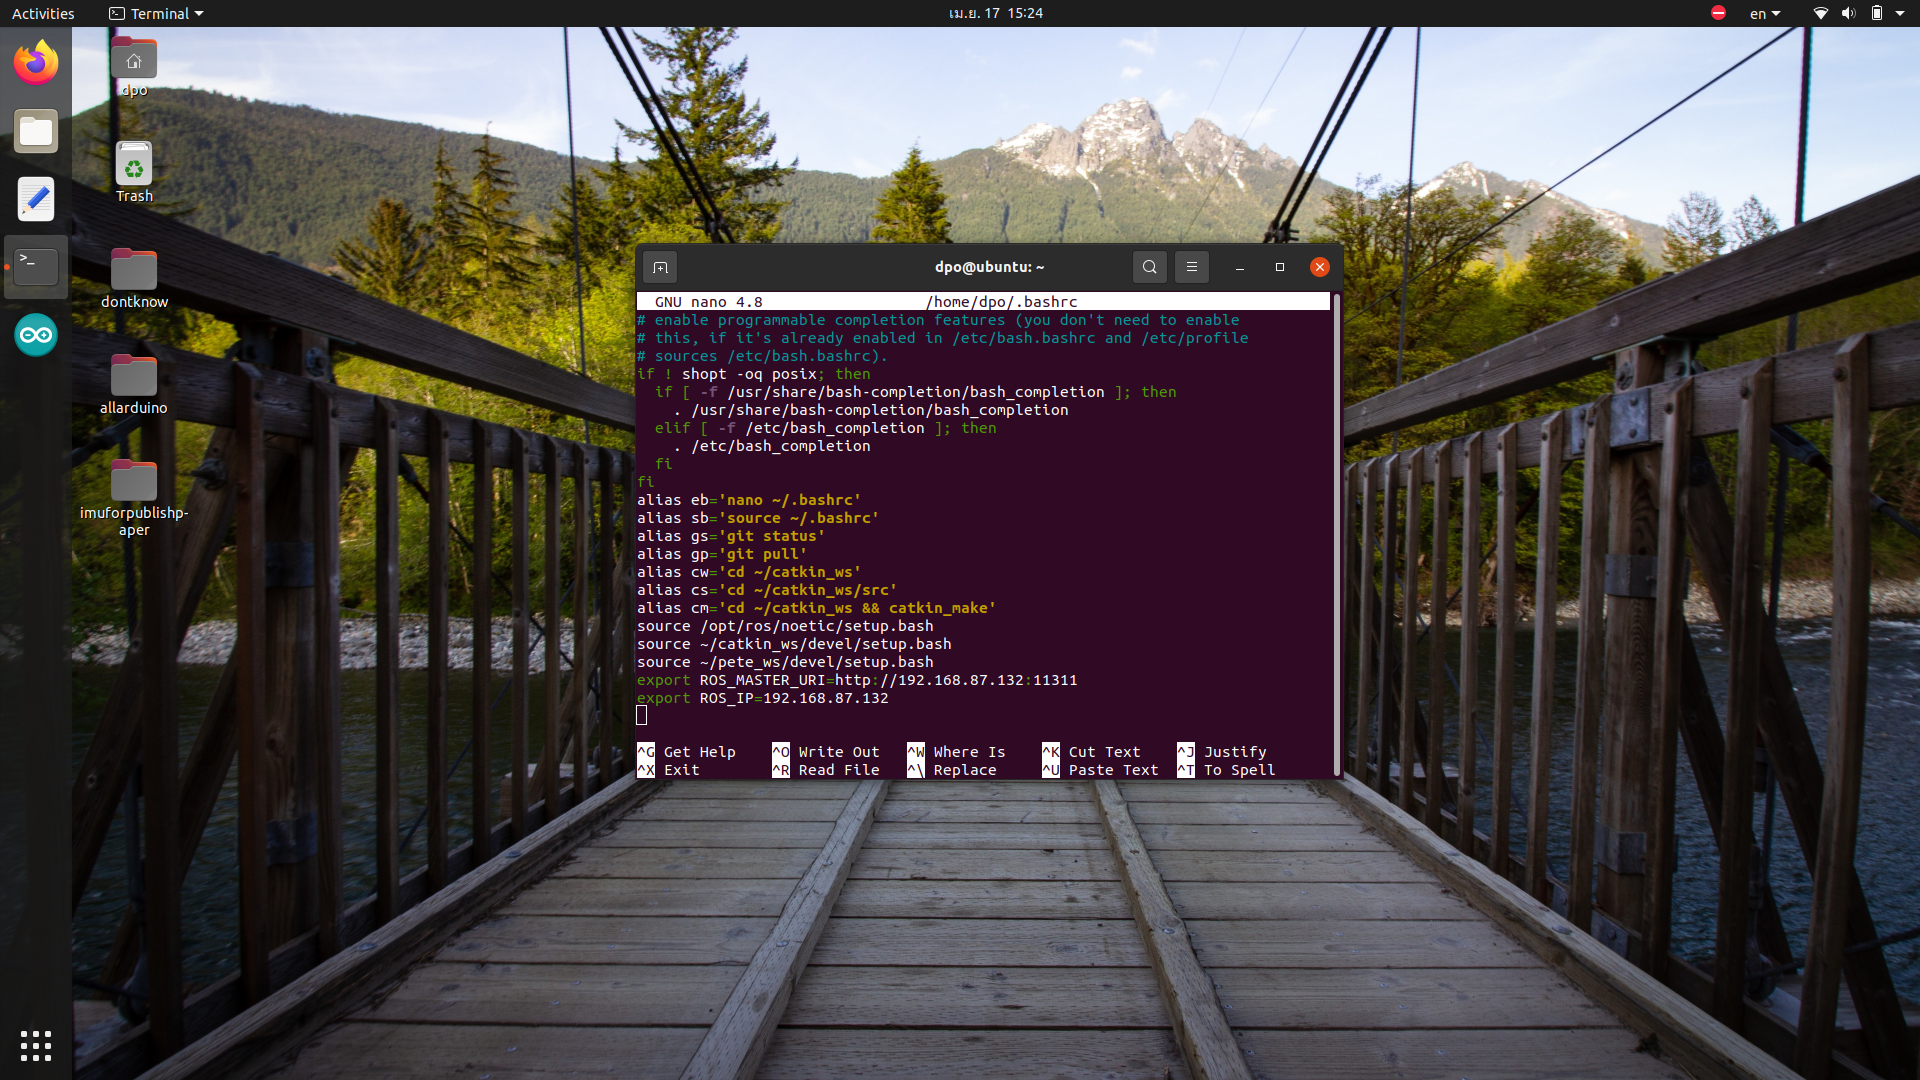 Activities
Terminal
เม.ย. 17 15:24
en
dpo
Trash
dontknow
allarduino
imuforpublishp-
aper
dpo@ubuntu: ~
GNU nano 4.8 /home/dpo/.bashrc
# enable programmable completion features (you don't need to enable
# this, if it's already enabled in /etc/bash.bashrc and /etc/profile
# sources /etc/bash.bashrc).
if ! shopt -oq posix; then
  if [ -f /usr/share/bash-completion/bash_completion ]; then
    . /usr/share/bash-completion/bash_completion
  elif [ -f /etc/bash_completion ]; then
    . /etc/bash_completion
  fi
fi
alias eb='nano ~/.bashrc'
alias sb='source ~/.bashrc'
alias gs='git status'
alias gp='git pull'
alias cw='cd ~/catkin_ws'
alias cs='cd ~/catkin_ws/src'
alias cm='cd ~/catkin_ws && catkin_make'
source /opt/ros/noetic/setup.bash
source ~/catkin_ws/devel/setup.bash
source ~/pete_ws/devel/setup.bash
export ROS_MASTER_URI=http://192.168.87.132:11311
export ROS_IP=192.168.87.132
^G Get Help ^O Write Out ^W Where Is ^K Cut Text ^J Justify
^X Exit ^R Read File ^\ Replace ^U Paste Text ^T To Spell